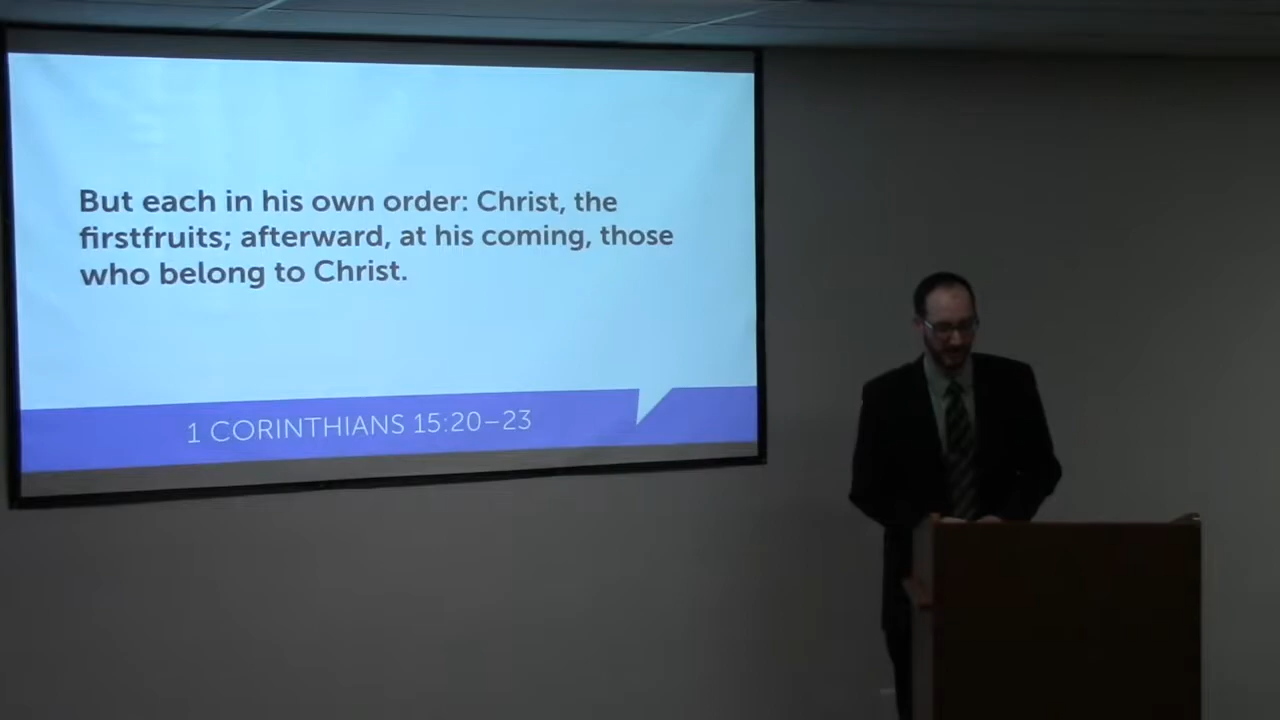 But each in his own order: Christ, the
firstfruits; afterward, at his coming, those
who belong to Christ.
1 CORINTHIANS 15:20–23